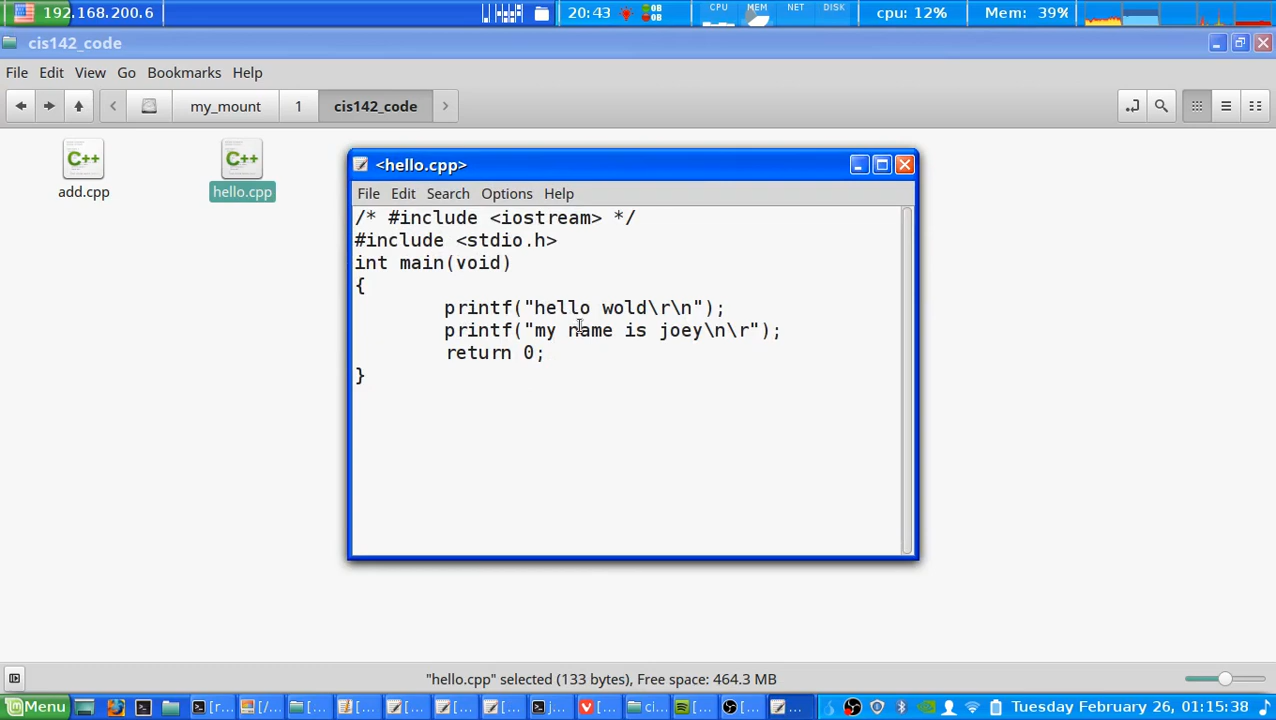 192.168.200.6
20:43
0B
0B
CPU
MEM
NET
DISK
cpu: 12%
Mem: 39%
cis142_code
File Edit View Go Bookmarks Help
my_mount 1 cis142_code
C++
add.cpp
C++
hello.cpp
<hello.cpp>
File Edit Search Options Help
/* #include <iostream> */
#include <stdio.h>
int main(void)
{
printf("hello wold\r\n");
printf("my name is joey\n\r");
return 0;
}
"hello.cpp" selected (133 bytes), Free space: 464.3 MB
Menu
[r...
[/...
[...
[...
[...
[...
[...
j...
[...
ci...
[...
[...
[...
...
Tuesday February 26, 01:15:38